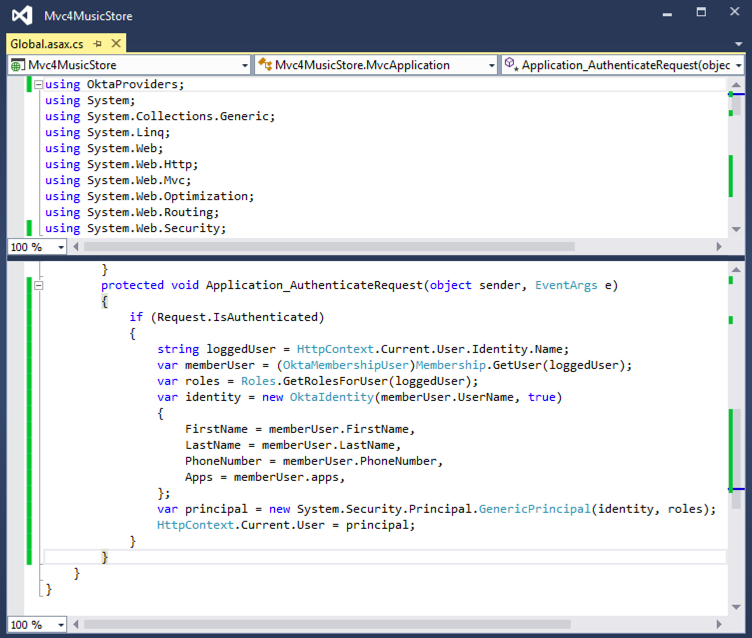 Mvc4MusicStore
Global.asax.cs
Mvc4MusicStore
Mvc4MusicStore.MvcApplication
Application_AuthenticateRequest(objec
using OktaProviders;
using System;
using System.Collections.Generic;
using System.Linq;
using System.Web;
using System.Web.Http;
using System.Web.Mvc;
using System.Web.Optimization;
using System.Web.Routing;
using System.Web.Security;
100 %
}
protected void Application_AuthenticateRequest(object sender, EventArgs e)
{
if (Request.IsAuthenticated)
{
string loggedUser = HttpContext.Current.User.Identity.Name;
var memberUser = (OktaMembershipUser)Membership.GetUser(loggedUser);
var roles = Roles.GetRolesForUser(loggedUser);
var identity = new OktaIdentity(memberUser.UserName, true)
{
FirstName = memberUser.FirstName,
LastName = memberUser.LastName,
PhoneNumber = memberUser.PhoneNumber,
Apps = memberUser.apps,
};
var principal = new System.Security.Principal.GenericPrincipal(identity, roles);
HttpContext.Current.User = principal;
}
}
}
}
100 %